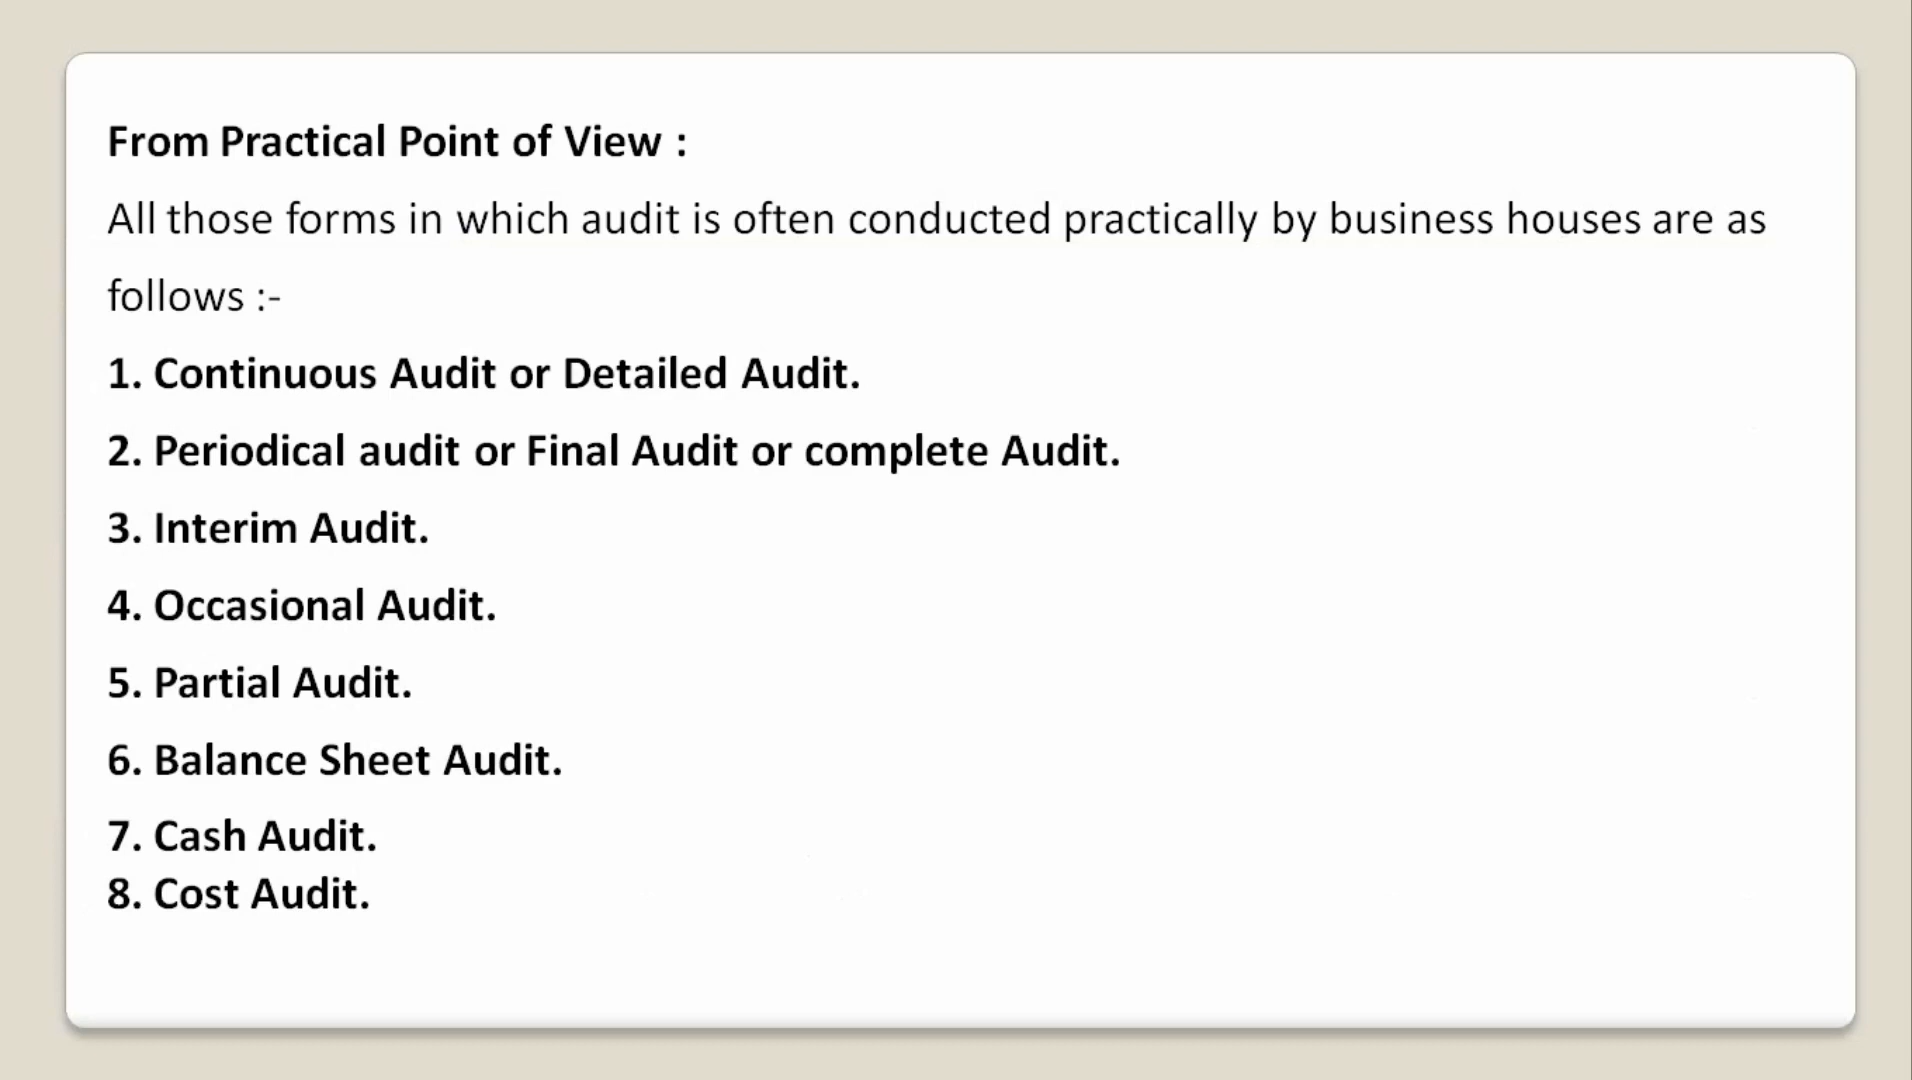 From Practical Point of View :
All those forms in which audit is often conducted practically by business houses are as
follows :-
1. Continuous Audit or Detailed Audit.
2. Periodical audit or Final Audit or complete Audit.
3. Interim Audit.
4. Occasional Audit.
5. Partial Audit.
6. Balance Sheet Audit.
7. Cash Audit.
8. Cost Audit.